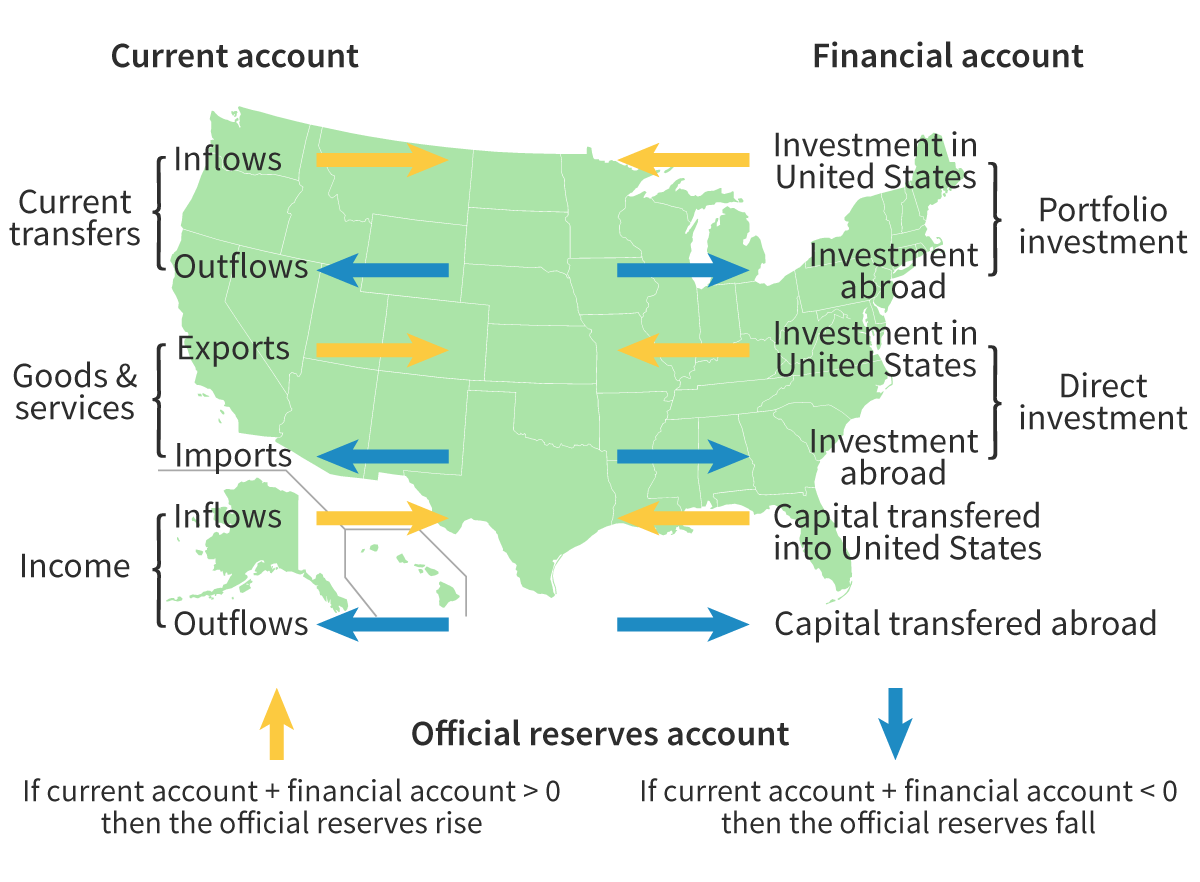 Current account
Financial account
Current
transfers
Inflows
Outflows
Goods &
services
Exports
Imports
Income
Inflows
Outflows
Investment in
United States
Investment
abroad
Portfolio
investment
Investment in
United States
Investment
abroad
Direct
investment
Capital transfered
into United States
Capital transfered abroad
Official reserves account
If current account + financial account > 0
then the official reserves rise
If current account + financial account < 0
then the official reserves fall